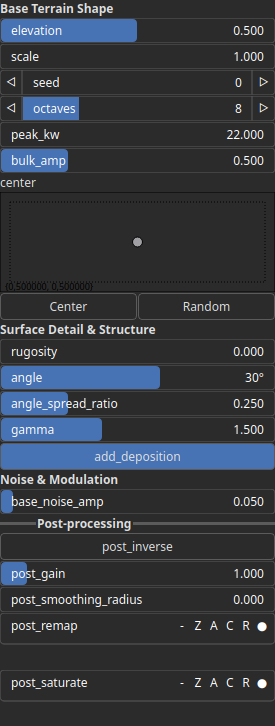 Base Terrain Shape
elevation 0.500
scale 1.000
seed 0
octaves 8
peak_kw 22.000
bulk_amp 0.500
center
(0.500000, 0.500000)
Center Random
Surface Detail & Structure
rugosity 0.000
angle 30°
angle_spread_ratio 0.250
gamma 1.500
add_deposition
Noise & Modulation
base_noise_amp 0.050
Post-processing
post_inverse
post_gain 1.000
post_smoothing_radius 0.000
post_remap - Z A C R
post_saturate - Z A C R